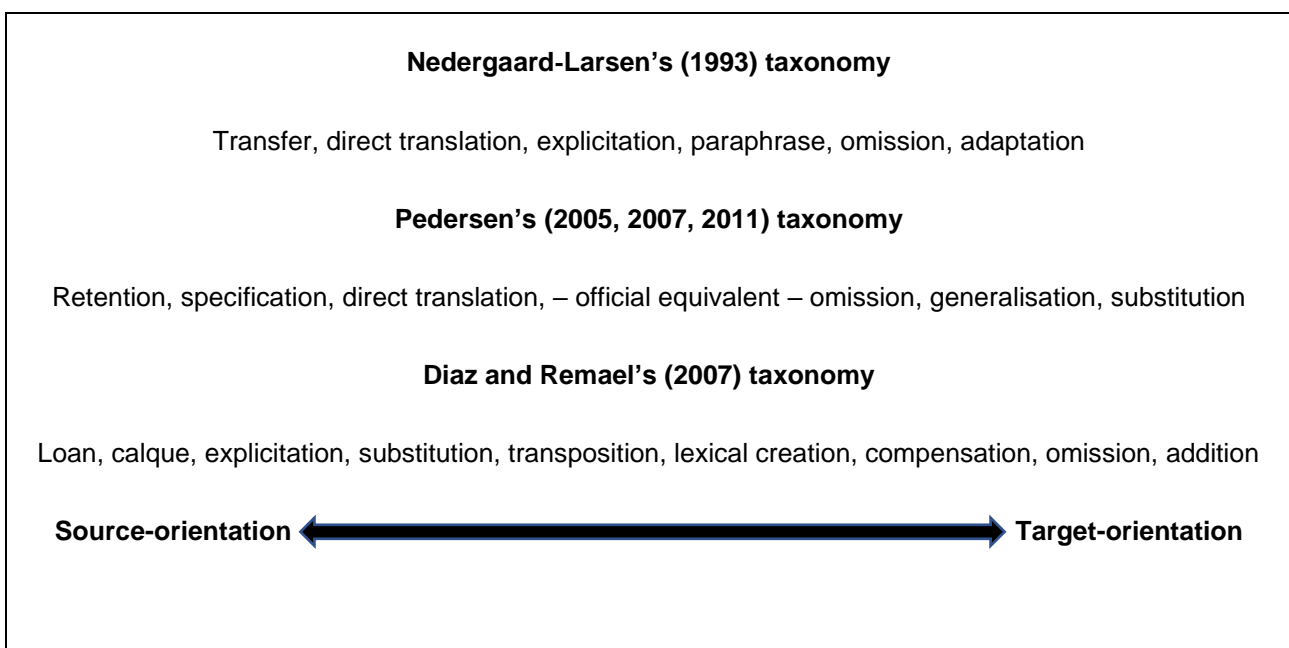 Nedergaard-Larsen’s (1993) taxonomy
Transfer, direct translation, explicitation, paraphrase, omission, adaptation
Pedersen’s (2005, 2007, 2011) taxonomy
Retention, specification, direct translation, – official equivalent – omission, generalisation, substitution
Diaz and Remael’s (2007) taxonomy
Loan, calque, explicitation, substitution, transposition, lexical creation, compensation, omission, addition
Source-orientation Target-orientation